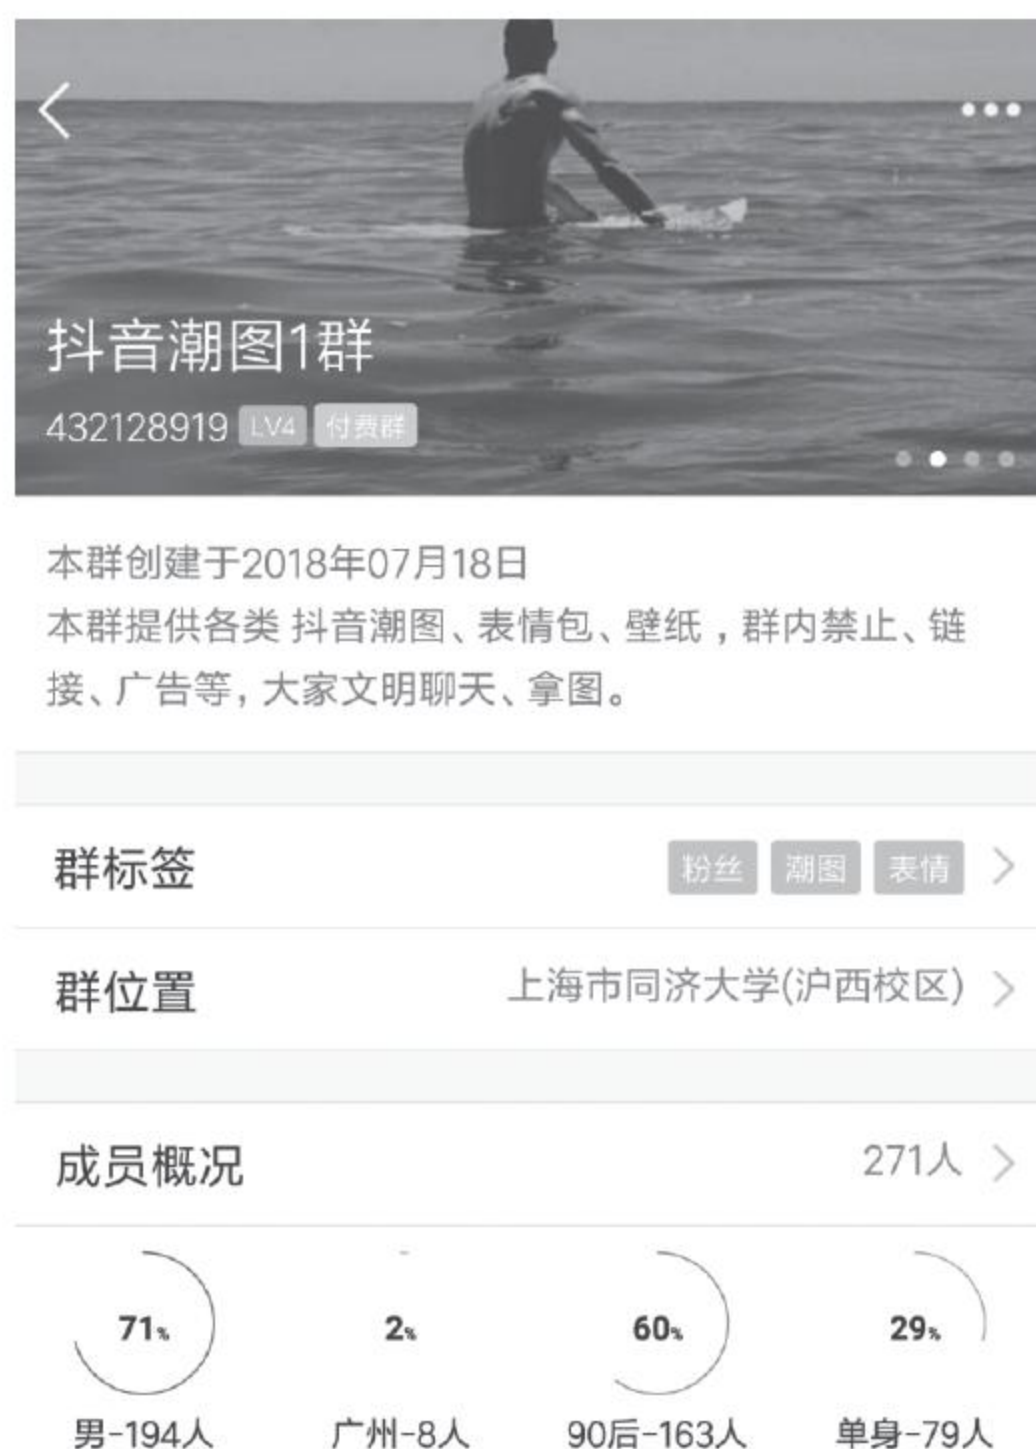 抖音潮图1群
432128919 LV4 付费群
本群创建于2018年07月18日
本群提供各类 抖音潮图、表情包、壁纸，群内禁止、链
接、广告等，大家文明聊天、拿图。
群标签 粉丝 潮图 表情
群位置 上海市同济大学(沪西校区)
成员概况 271人
71% 2% 60% 29%
男-194人 广州-8人 90后-163人 单身-79人